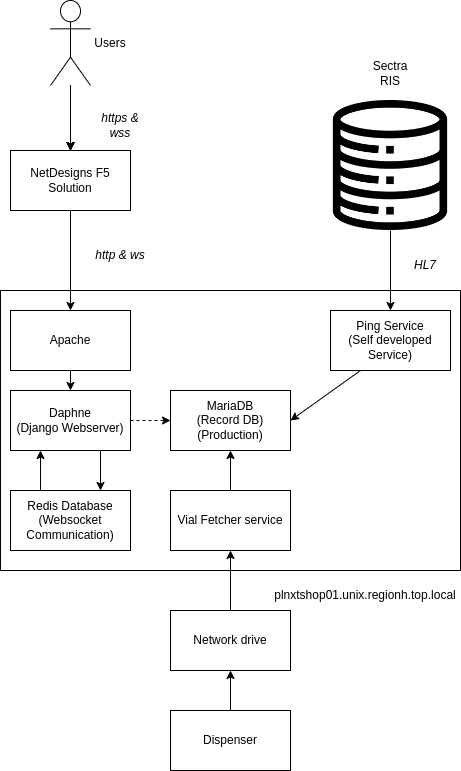 Users
Sectra
RIS
https &
wss
NetDesigns F5
Solution
http & ws
HL7
Apache
Ping Service
(Self developed
Service)
Daphne
(Django Webserver)
MariaDB
(Record DB)
(Production)
Redis Database
(Websocket
Communication)
Vial Fetcher service
plnxtshop01.unix.regionh.top.local
Network drive
Dispenser